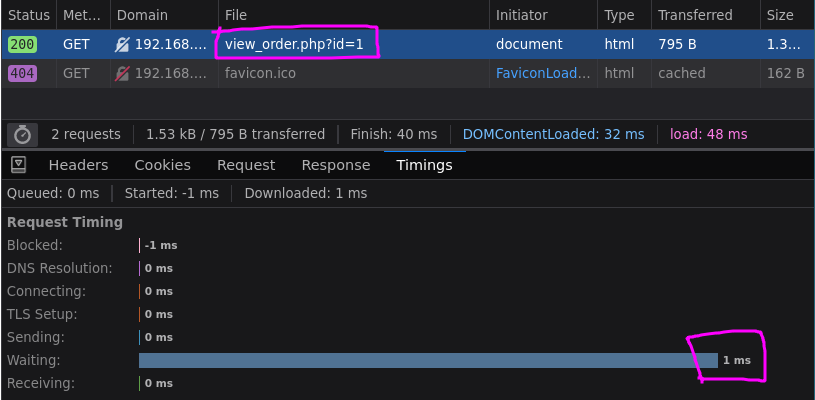 Status Met... Domain File Initiator Type Transferred Size
200 GET 192.168.... view_order.php?id=1 document html 795 B 1.3...
404 GET 192.168.... favicon.ico FaviconLoad... html cached 162 B
2 requests 1.53 kB / 795 B transferred Finish: 40 ms DOMContentLoaded: 32 ms load: 48 ms
Headers Cookies Request Response Timings
Queued: 0 ms Started: -1 ms Downloaded: 1 ms
Request Timing
Blocked: -1 ms
DNS Resolution: 0 ms
Connecting: 0 ms
TLS Setup: 0 ms
Sending: 0 ms
Waiting: 1 ms
Receiving: 0 ms